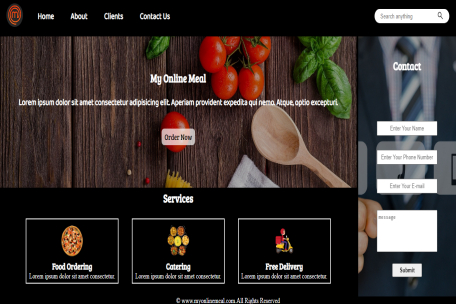 Home About Clients Contact Us Search anything
My Online Meal
Lorem ipsum dolor sit amet consectetur adipisicing elit. Aperiam provident expedita qui nemo. Atque, optio excepturi.
Order Now
Services
Food Ordering
Lorem ipsum dolor sit amet consectetur.
Catering
Lorem ipsum dolor sit amet consectetur.
Free Delivery
Lorem ipsum dolor sit amet consectetur.
Contact
Enter Your Name
Enter Your Phone Number
Enter Your E-mail
message
Submit
© www.myonlinemeal.com All Rights Reserved